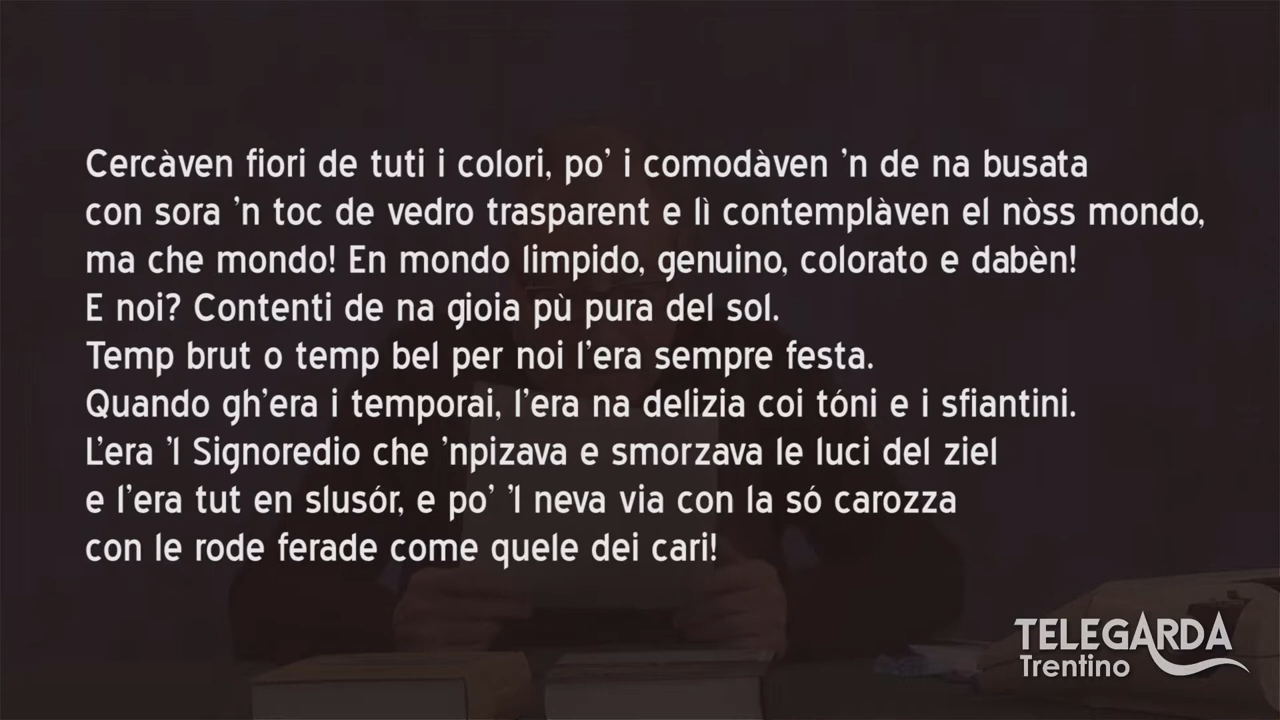 Cercàven fiori de tuti i colori, po’ i comodàven ’n de na busata
con sora ’n toc de vedro trasparent e lì contemplàven el nòss mondo,
ma che mondo! En mondo limpido, genuino, colorato e dabèn!
E noi? Contenti de na gioia pù pura del sol.
Temp brut o temp bel per noi l’era sempre festa.
Quando gh’era i temporai, l’era na delizia coi tóni e i sfiantini.
L’era ’l Signoredio che ’npizava e smorzava le luci del ziel
e l’era tut en slusór, e po’ ’l neva via con la só carozza
con le rode ferade come quele dei cari!
TELEGARDA
Trentino